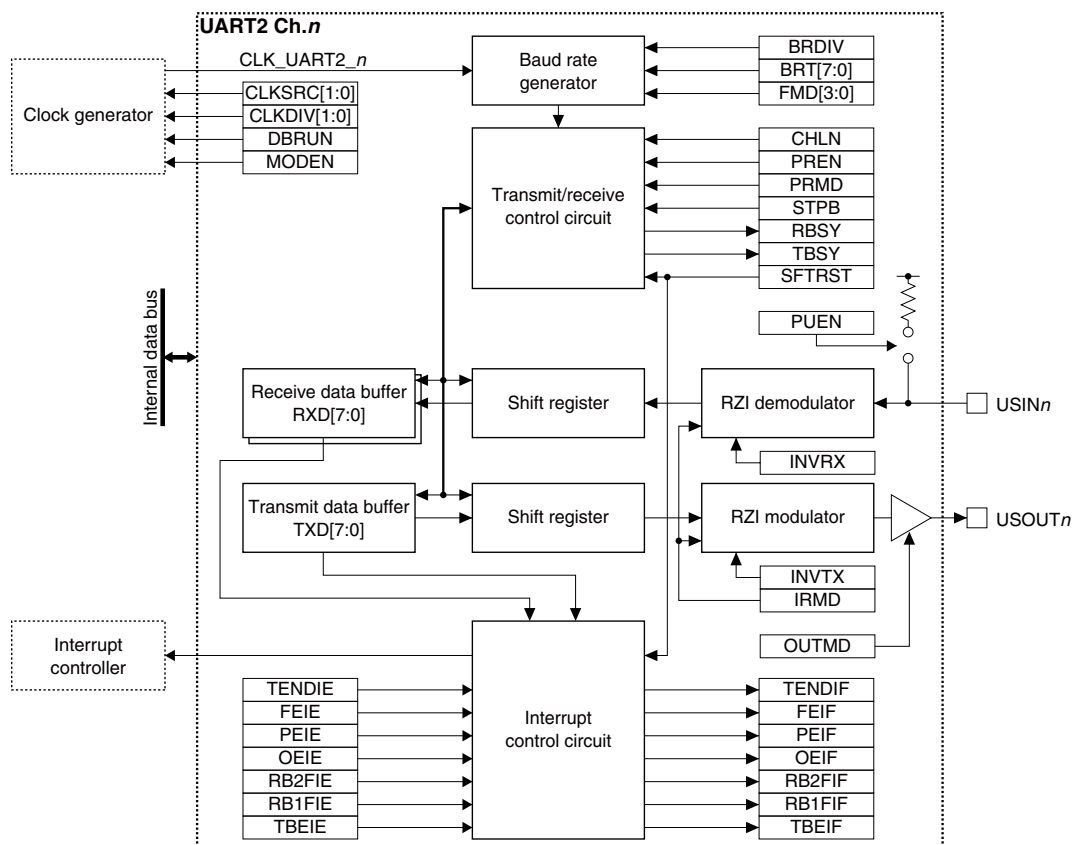 UART2 Ch.n
CLK_UART2_n
Clock generator
CLKSRC[1:0]
CLKDIV[1:0]
DBRUN
MODEN
Baud rate
generator
BRDIV
BRT[7:0]
FMD[3:0]
Transmit/receive
control circuit
CHLN
PREN
PRMD
STPB
RBSY
TBSY
SFTRST
PUEN
Internal data bus
Receive data buffer
RXD[7:0]
Shift register
RZI demodulator
USINn
INVRX
Transmit data buffer
TXD[7:0]
Shift register
RZI modulator
USOUTn
INVTX
IRMD
OUTMD
Interrupt
controller
Interrupt
control circuit
TENDIE
FEIE
PEIE
OEIE
RB2FIE
RB1FIE
TBEIE
TENDIF
FEIF
PEIF
OEIF
RB2FIF
RB1FIF
TBEIF